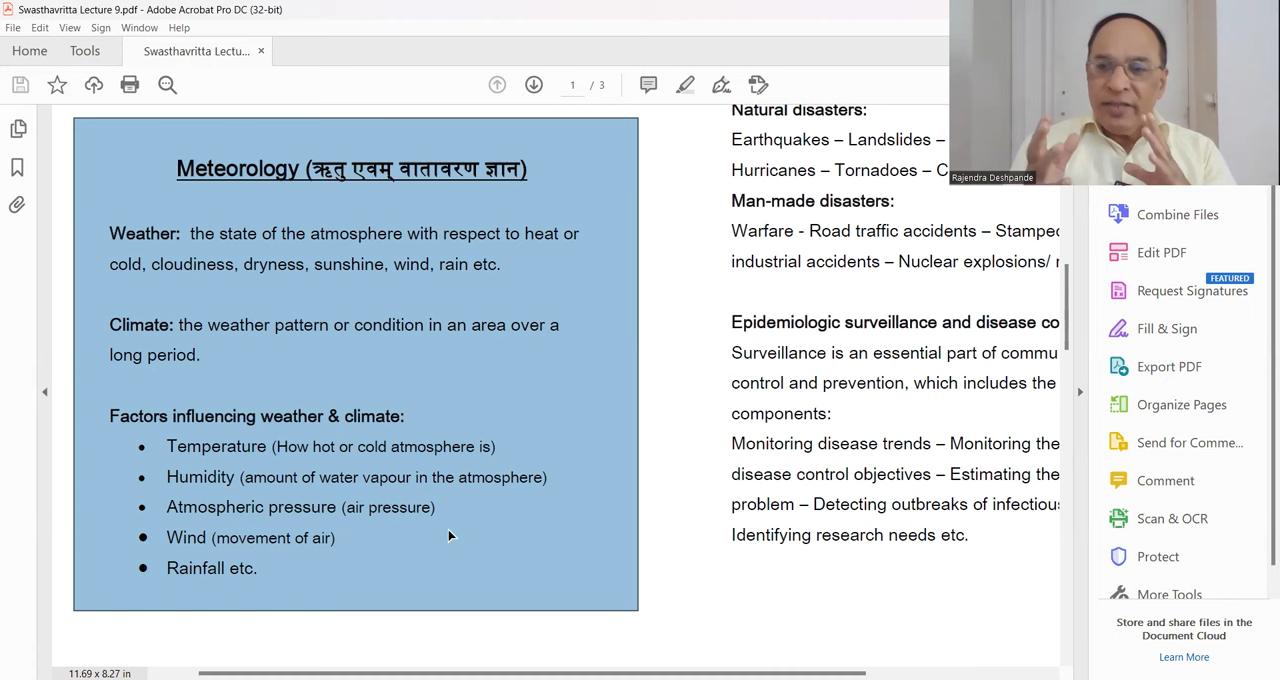 Swasthavritta Lecture 9.pdf - Adobe Acrobat Pro DC (32-bit)
File Edit View Sign Window Help
Home Tools Swasthavritta Lectu... ×
1 / 3
Meteorology (ऋतु एवम् वातावरण ज्ञान)
Weather: the state of the atmosphere with respect to heat or
cold, cloudiness, dryness, sunshine, wind, rain etc.
Climate: the weather pattern or condition in an area over a
long period.
Factors influencing weather & climate:
• Temperature (How hot or cold atmosphere is)
• Humidity (amount of water vapour in the atmosphere)
• Atmospheric pressure (air pressure)
• Wind (movement of air)
• Rainfall etc.
Natural disasters:
Earthquakes – Landslides –
Hurricanes – Tornadoes – C
Man-made disasters:
Warfare - Road traffic accidents – Stamped
industrial accidents – Nuclear explosions/
Epidemiologic surveillance and disease co
Surveillance is an essential part of commu
control and prevention, which includes the
components:
Monitoring disease trends – Monitoring the
disease control objectives – Estimating the
problem – Detecting outbreaks of infectiou
Identifying research needs etc.
Rajendra Deshpande
Combine Files
Edit PDF
FEATURED
Request Signatures
Fill & Sign
Export PDF
Organize Pages
Send for Comme...
Comment
Scan & OCR
Protect
More Tools
Store and share files in the
Document Cloud
Learn More
11.69 x 8.27 in